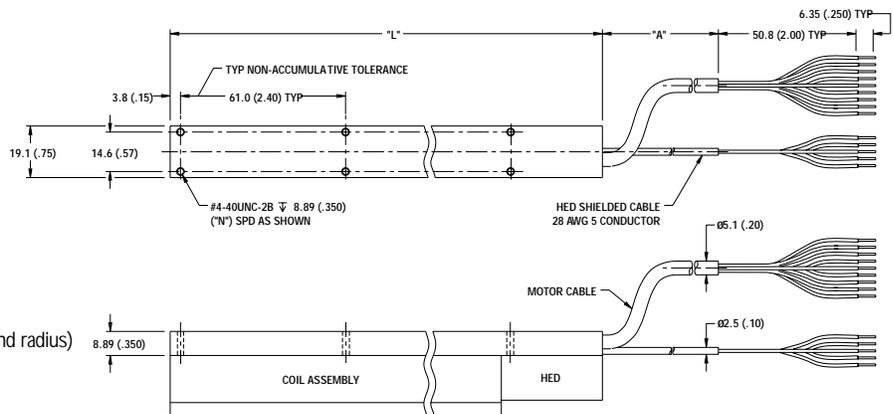 6.35 (.250) TYP
"L"
"A"
50.8 (2.00) TYP
TYP NON-ACCUMULATIVE TOLERANCE
3.8 (.15)
61.0 (2.40) TYP
19.1 (.75)
14.6 (.57)
#4-40UNC-2B ↧ 8.89 (.350)
("N") SPD AS SHOWN
HED SHIELDED CABLE
28 AWG 5 CONDUCTOR
Ø5.1 (.20)
MOTOR CABLE
nd radius)
8.89 (.350)
Ø2.5 (.10)
COIL ASSEMBLY
HED